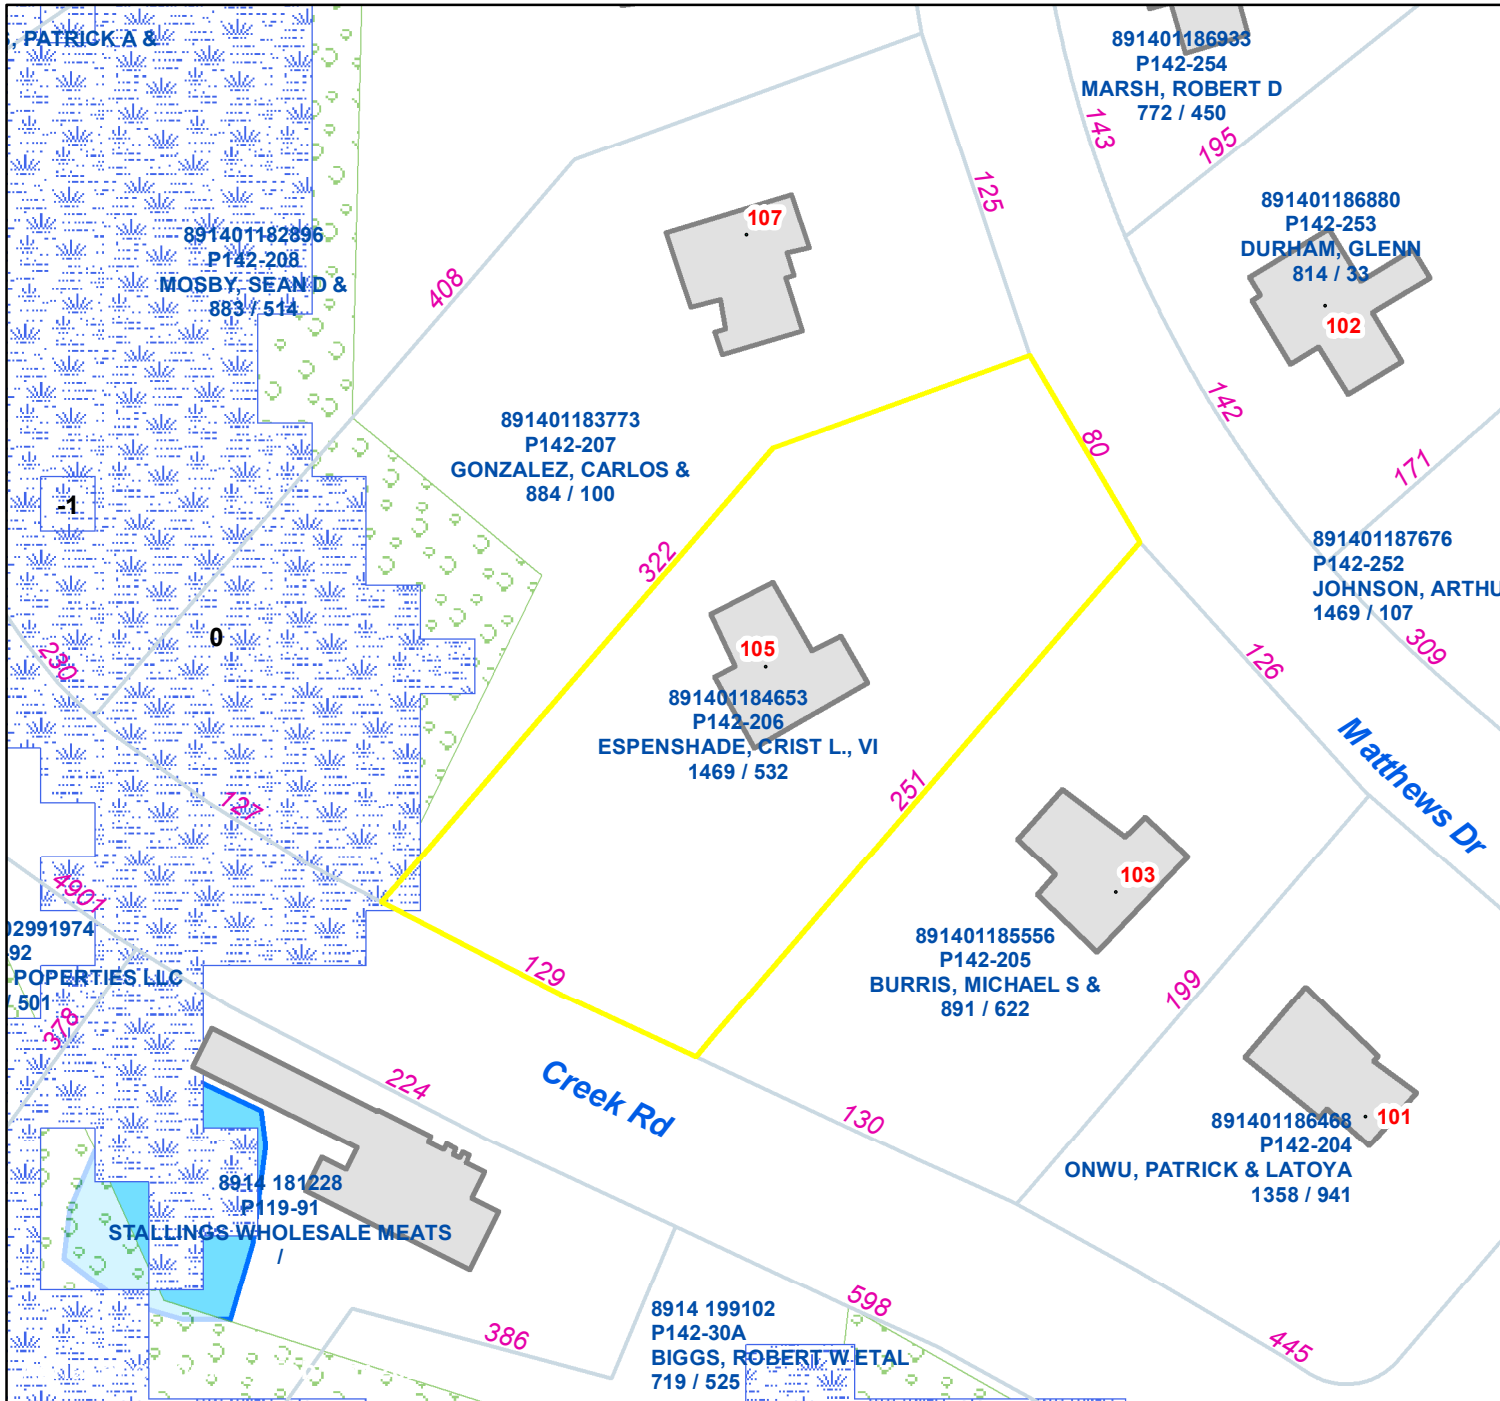 , PATRICK A &
891401186933
P142-254
MARSH, ROBERT D
772 / 450
143
195
125
107
891401182896
P142-208
MOSBY, SEAN D &
883 / 514
408
891401186880
P142-253
DURHAM, GLENN
814 / 33
102
142
171
80
891401183773
P142-207
GONZALEZ, CARLOS &
884 / 100
-1
322
891401187676
P142-252
JOHNSON, ARTHU
1469 / 107
309
0
230
105
891401184653
P142-206
ESPENSHADE, CRIST L., VI
1469 / 532
126
Matthews Dr
251
127
4901
103
02991974
92
POPERTIES LLC
/ 501
378
129
891401185556
P142-205
BURRIS, MICHAEL S &
891 / 622
199
224
Creek Rd
130
101
891401186468
P142-204
ONWU, PATRICK & LATOYA
1358 / 941
8914 181228
P119-91
STALLINGS WHOLESALE MEATS
/
386
8914 199102
P142-30A
BIGGS, ROBERT W ETAL
719 / 525
598
445